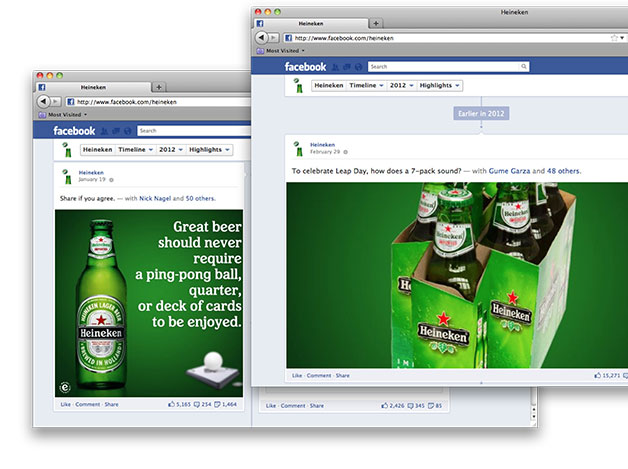 Heineken
Heineken
http://www.facebook.com/heineken
Most Visited
facebook
Search
Heineken Timeline 2012 Highlights
Earlier in 2012
Heineken
February 29
To celebrate Leap Day, how does a 7-pack sound? — with Gume Garza and 48 others.
Heineken
Heineken
Heineken
Heineken
Heineken
Like · Comment · Share
15,271
Heineken
http://www.facebook.com/heineken
Most Visited
facebook
Search
Heineken Timeline 2012 Highlights
Heineken
January 19
Share if you agree. — with Nick Nagel and 50 others.
Great beer
should never
require
a ping-pong ball,
quarter,
or deck of cards
to be enjoyed.
Heineken
HEINEKEN LAGER BEER
Heineken
BREWED IN HOLLAND
e
Like · Comment · Share
5,165 234 1,464
Like · Comment · Share
2,426 345 85